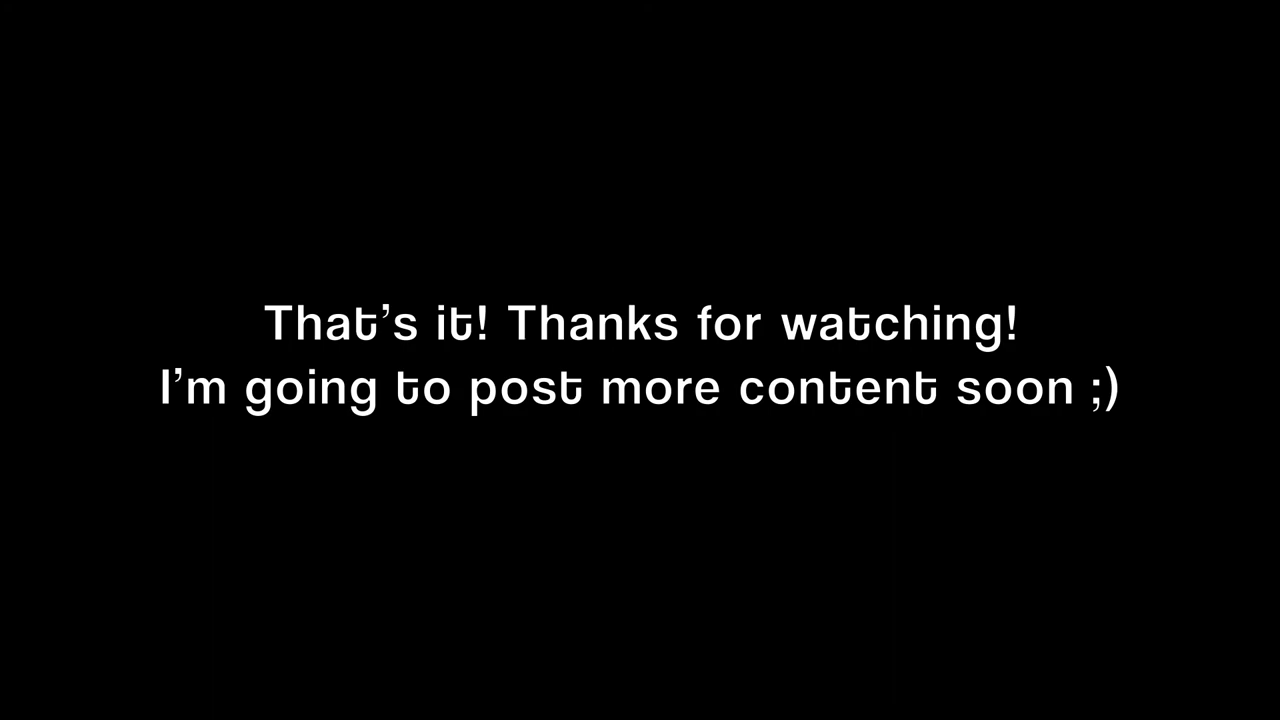 That’s it! Thanks for watching!
I’m going to post more content soon ;)